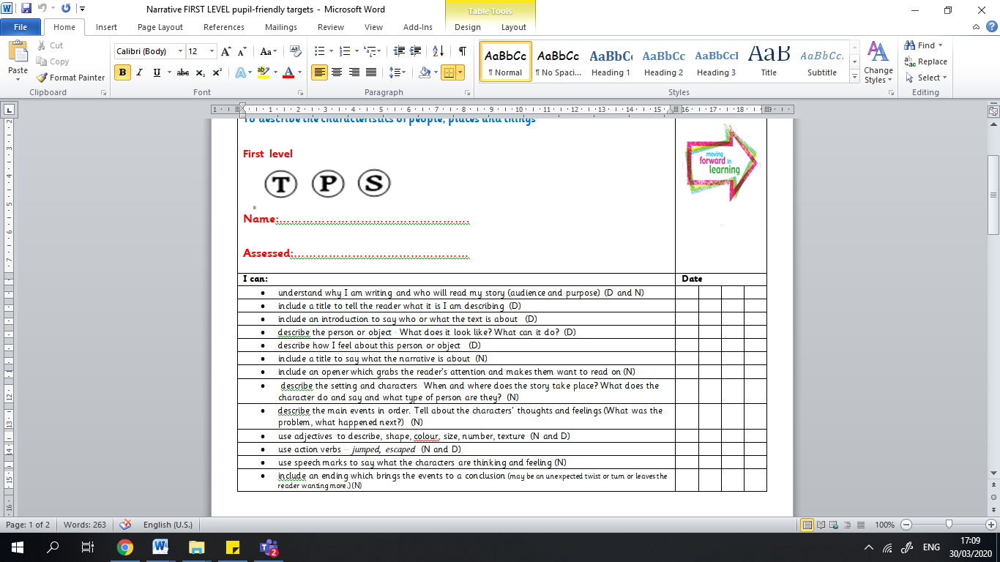 Narrative FIRST LEVEL pupil-friendly targets - Microsoft Word
Table Tools
File Home Insert Page Layout References Mailings Review View Add-Ins Design Layout
Paste
Cut
Copy
Format Painter
Clipboard
Calibri (Body) 12
Font
Paragraph
AaBbCc AaBbCc AaBbCc AaBbCc AaBbCcI AaB AaBbCc.
¶ Normal ¶ No Spaci... Heading 1 Heading 2 Heading 3 Title Subtitle
Change Styles
Styles
Find
Replace
Select
Editing
To describe the characteristics of people, places and things
First level
T P S
moving
forward in
learning
Name:……………………………………………
Assessed:…………………………………………
I can: Date
• understand why I am writing and who will read my story (audience and purpose) (D and N)
• include a title to tell the reader what it is I am describing (D)
• include an introduction to say who or what the text is about (D)
• describe the person or object - What does it look like? What can it do? (D)
• describe how I feel about this person or object (D)
• include a title to say what the narrative is about (N)
• include an opener which grabs the reader's attention and makes them want to read on (N)
• describe the setting and characters- When and where does the story take place? What does the
character do and say and what type of person are they? (N)
• describe the main events in order. Tell about the characters' thoughts and feelings (What was the
problem, what happened next?) (N)
• use adjectives to describe, shape, colour, size, number, texture (N and D)
• use action verbs – jumped, escaped (N and D)
• use speech marks to say what the characters are thinking and feeling (N)
• include an ending which brings the events to a conclusion (may be an unexpected twist or turn or leaves the
reader wanting more.) (N)
Page: 1 of 2 Words: 263 English (U.S.) 100%
ENG
17:09
30/03/2020
2